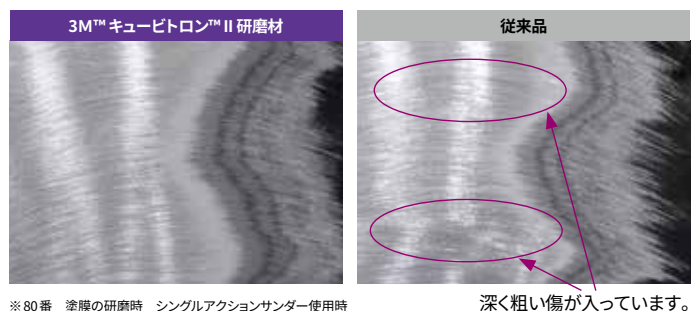 3M™ キュービトロン™ II 研磨材
従来品
※80番　塗膜の研磨時　シングルアクションサンダー使用時
深く粗い傷が入っています。